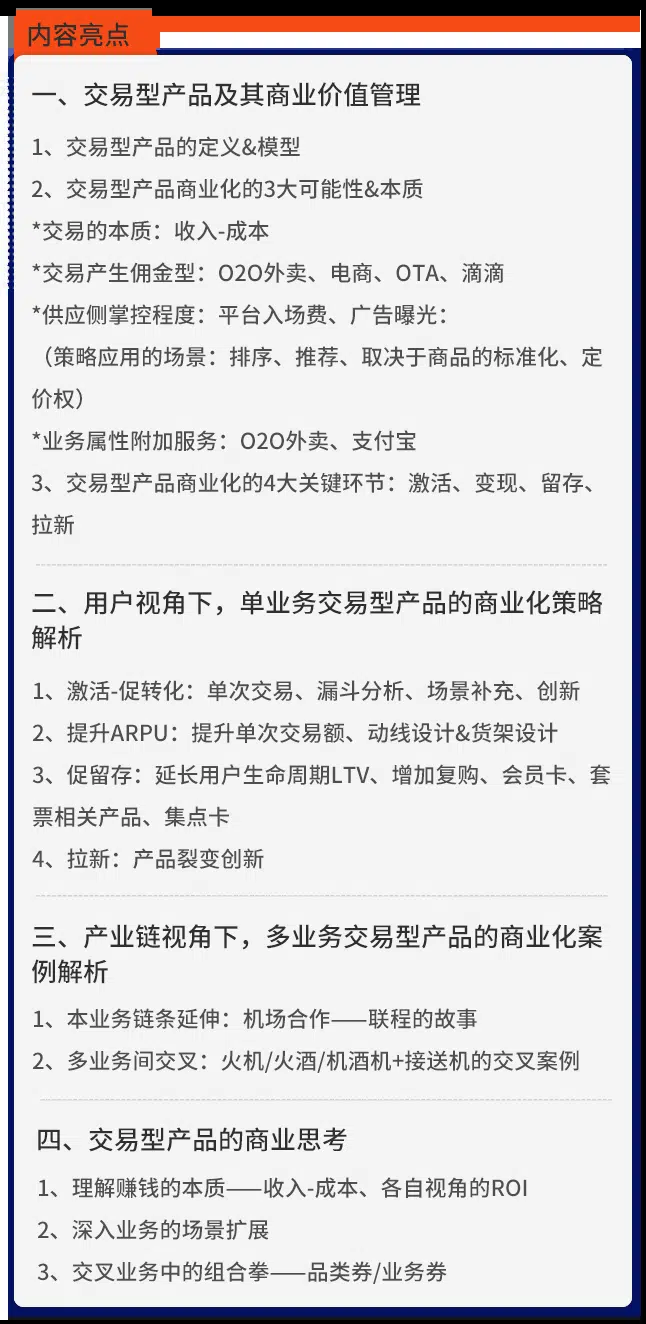 内容亮点
一、交易型产品及其商业价值管理
1、交易型产品的定义&模型
2、交易型产品商业化的3大可能性&本质
*交易的本质：收入-成本
*交易产生佣金型：O2O外卖、电商、OTA、滴滴
*供应侧掌控程度：平台入场费、广告曝光：
（策略应用的场景：排序、推荐、取决于商品的标准化、定
价权）
*业务属性附加服务：O2O外卖、支付宝
3、交易型产品商业化的4大关键环节：激活、变现、留存、
拉新
二、用户视角下，单业务交易型产品的商业化策略
解析
1、激活-促转化：单次交易、漏斗分析、场景补充、创新
2、提升ARPU：提升单次交易额、动线设计&货架设计
3、促留存：延长用户生命周期LTV、增加复购、会员卡、套
票相关产品、集点卡
4、拉新：产品裂变创新
三、产业链视角下，多业务交易型产品的商业化案
例解析
1、本业务链条延伸：机场合作——联程的故事
2、多业务间交叉：火机/火酒/机酒机+接送机的交叉案例
四、交易型产品的商业思考
1、理解赚钱的本质——收入-成本、各自视角的ROI
2、深入业务的场景扩展
3、交叉业务中的组合拳——品类券/业务券